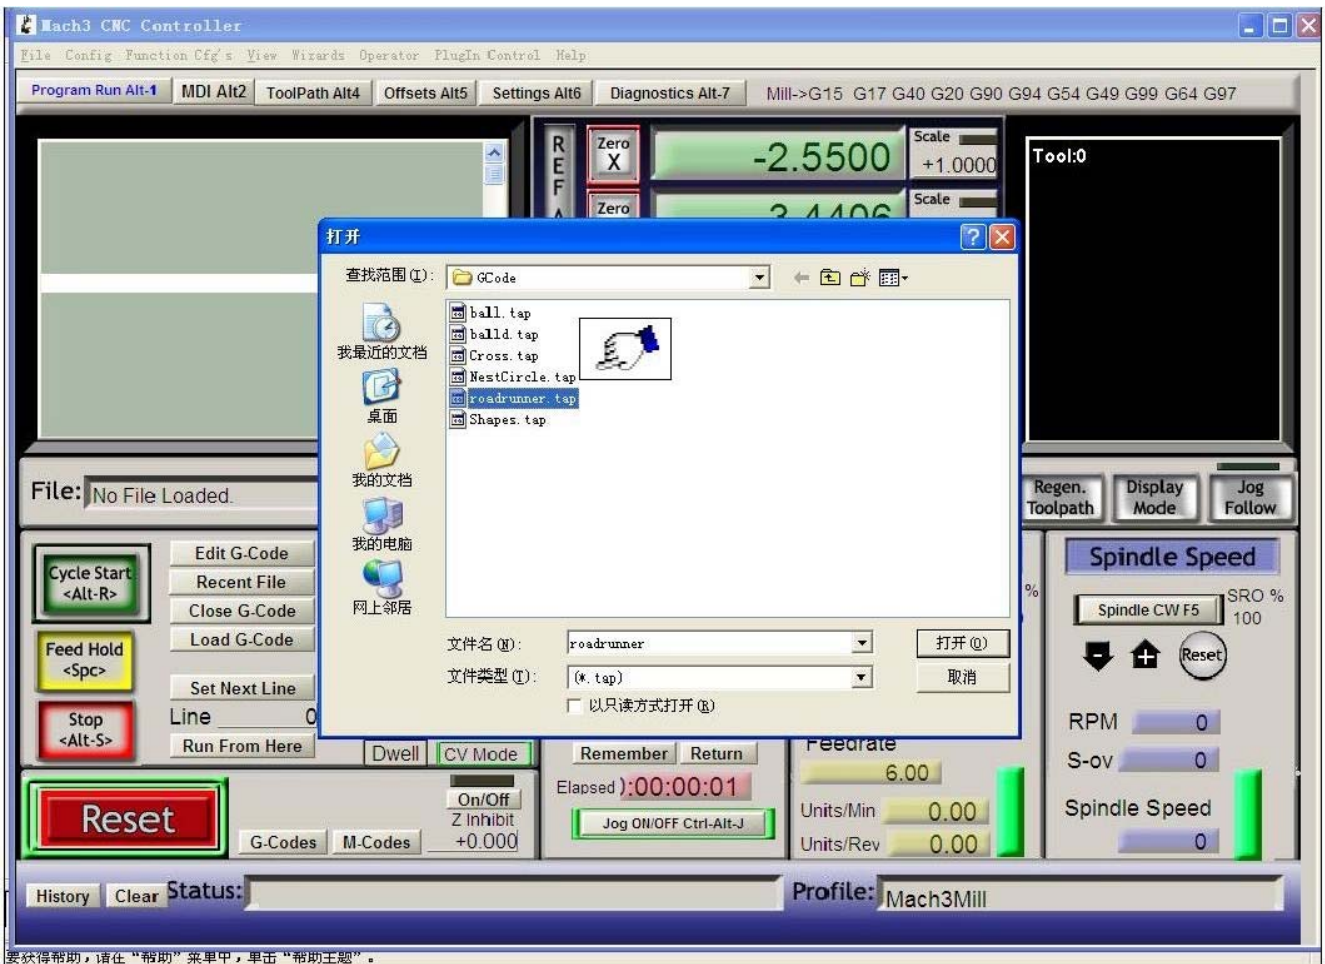 Mach3 CNC Controller
File Config Function Cfg's View Wizards Operator PlugIn Control Help
Program Run Alt-1 MDI Alt2 ToolPath Alt4 Offsets Alt5 Settings Alt6 Diagnostics Alt-7 Mill->G15 G17 G40 G20 G90 G94 G54 G49 G99 G64 G97
REF
Zero X
-2.5500
Scale
+1.0000
Tool:0
Zero
3.4406
Scale
打开
查找范围(I):
GCode
我最近的文档
桌面
我的文档
我的电脑
网上邻居
ball.tap
balld.tap
Cross.tap
NestCircle.tap
roadrunner.tap
Shapes.tap
文件名(N):
roadrunner
打开(O)
文件类型(T):
(*.tap)
取消
以只读方式打开(R)
File:
No File Loaded.
Regen. Toolpath
Display Mode
Jog Follow
Cycle Start
<Alt-R>
Feed Hold
<Spc>
Stop
<Alt-S>
Edit G-Code
Recent File
Close G-Code
Load G-Code
Set Next Line
Line 0
Run From Here
Dwell
CV Mode
Remember
Return
Feedrate
6.00
Units/Min 0.00
Units/Rev 0.00
%
Spindle Speed
Spindle CW F5
SRO %
100
Reset
RPM 0
S-ov 0
Spindle Speed
0
Reset
G-Codes
M-Codes
On/Off
Z Inhibit
+0.000
Elapsed
:00:00:01
Jog ON/OFF Ctrl-Alt-J
History
Clear
Status:
Profile:
Mach3Mill
要获得帮助，请在“帮助”菜单中，单击“帮助主题”。